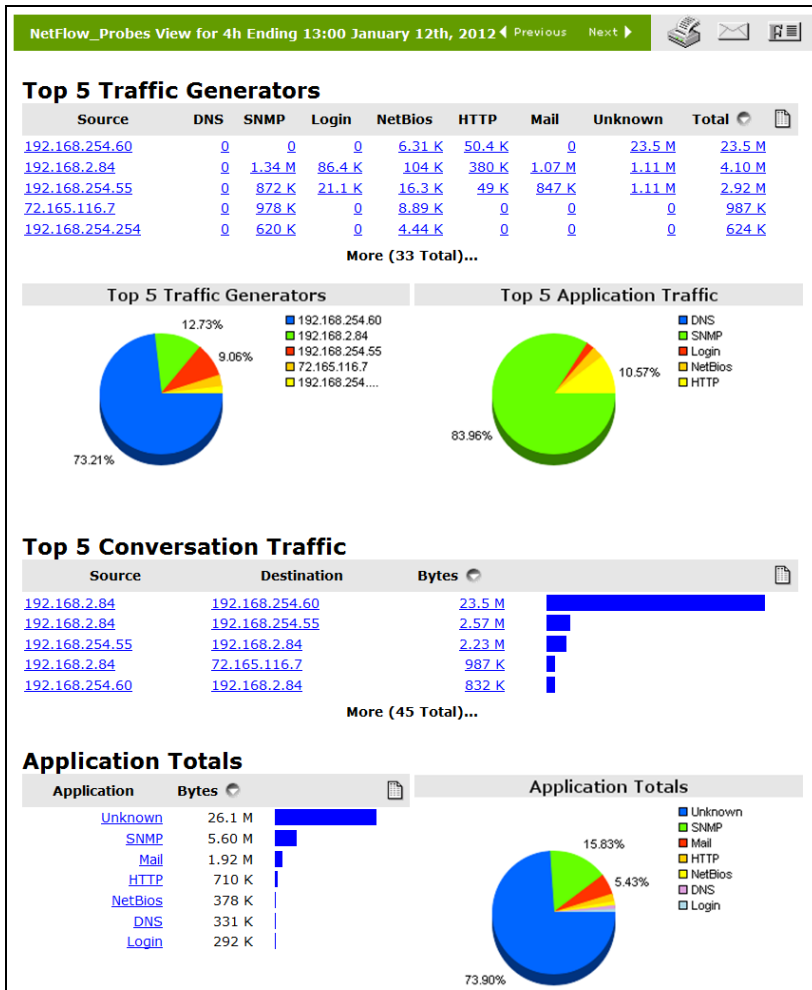 NetFlow_Probes View for 4h Ending 13:00 January 12th, 2012 Previous Next
Top 5 Traffic Generators
Source DNS SNMP Login NetBios HTTP Mail Unknown Total
192.168.254.60 0 0 0 6.31 K 50.4 K 0 23.5 M 23.5 M
192.168.2.84 0 1.34 M 86.4 K 104 K 380 K 1.07 M 1.11 M 4.10 M
192.168.254.55 0 872 K 21.1 K 16.3 K 49 K 847 K 1.11 M 2.92 M
72.165.116.7 0 978 K 0 8.89 K 0 0 0 987 K
192.168.254.254 0 620 K 0 4.44 K 0 0 0 624 K
More (33 Total)...
Top 5 Traffic Generators
12.73%
9.06%
73.21%
192.168.254.60
192.168.2.84
192.168.254.55
72.165.116.7
192.168.254....
Top 5 Application Traffic
10.57%
83.96%
DNS
SNMP
Login
NetBios
HTTP
Top 5 Conversation Traffic
Source Destination Bytes
192.168.2.84 192.168.254.60 23.5 M
192.168.2.84 192.168.254.55 2.57 M
192.168.254.55 192.168.2.84 2.23 M
192.168.2.84 72.165.116.7 987 K
192.168.254.60 192.168.2.84 832 K
More (45 Total)...
Application Totals
Application Bytes
Unknown 26.1 M
SNMP 5.60 M
Mail 1.92 M
HTTP 710 K
NetBios 378 K
DNS 331 K
Login 292 K
Application Totals
15.83%
5.43%
73.90%
Unknown
SNMP
Mail
HTTP
NetBios
DNS
Login